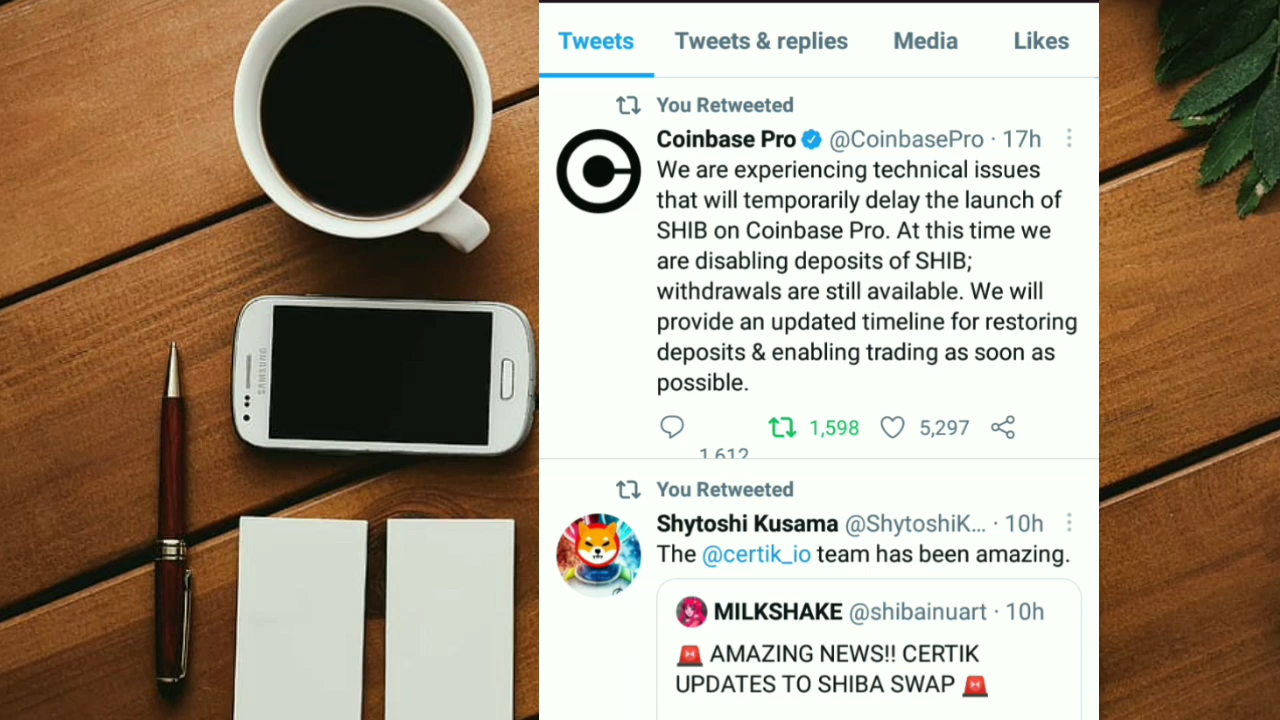 Tweets Tweets & replies Media Likes
You Retweeted
Coinbase Pro @CoinbasePro · 17h
We are experiencing technical issues
that will temporarily delay the launch of
SHIB on Coinbase Pro. At this time we
are disabling deposits of SHIB;
withdrawals are still available. We will
provide an updated timeline for restoring
deposits & enabling trading as soon as
possible.
1,598 5,297
1,612
You Retweeted
Shytoshi Kusama @ShytoshiK... · 10h
The @certik_io team has been amazing.
MILKSHAKE @shibainuart · 10h
🚨 AMAZING NEWS!! CERTIK
UPDATES TO SHIBA SWAP 🚨
SAMSUNG